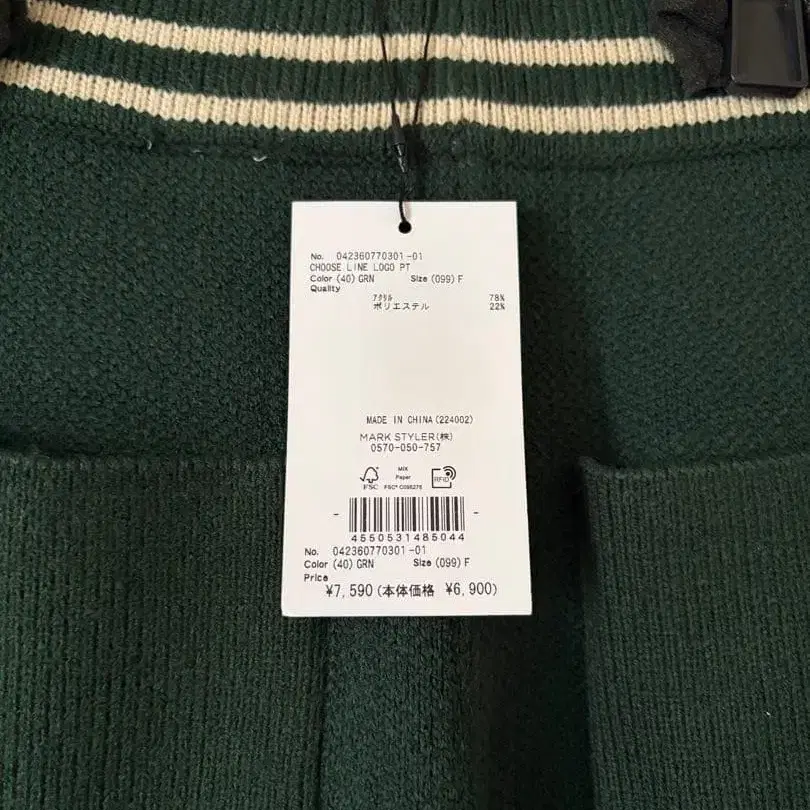 No. 042360770301-01
CHOOSE LINE LOGO PT
Color (40) GRN Size (099) F
Quality
ｱｸﾘﾙ 78%
ポリエステル 22%
MADE IN CHINA (224002)
MARK STYLER(株)
0570-050-757
MIX
Paper
FSC FSC® C095275
RFID
4550531485044
No. 042360770301-01
Color (40) GRN Size (099) F
Price
¥7,590 (本体価格 ¥6,900)